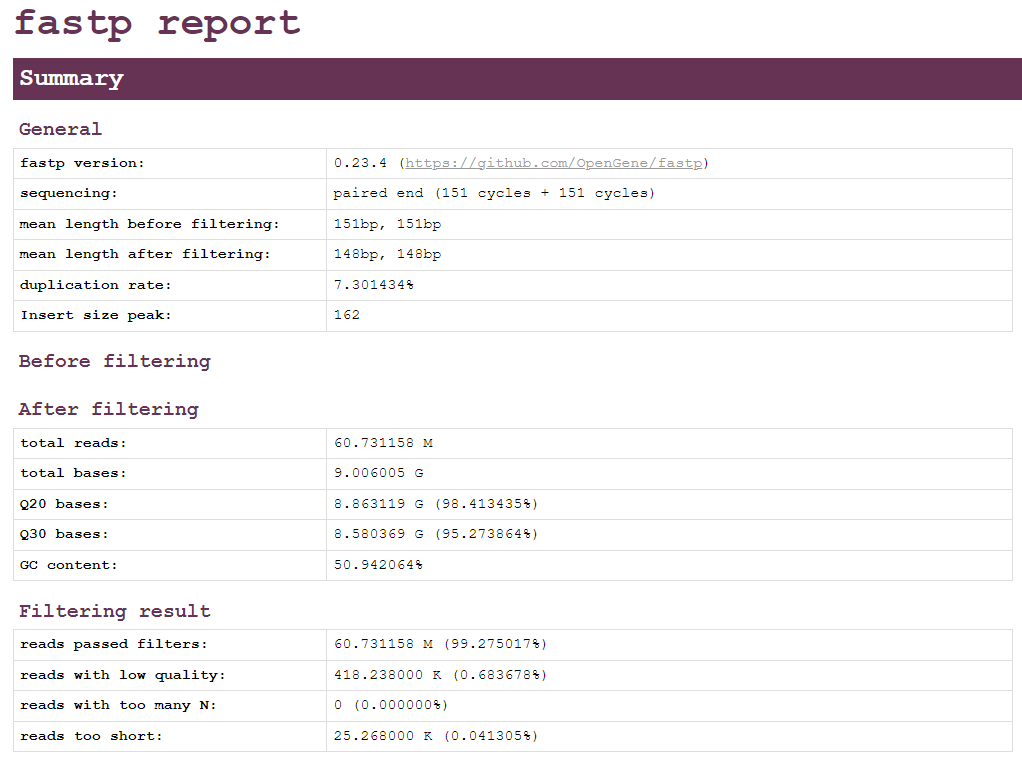 fastp report
Summary
General
fastp version: 0.23.4 (https://github.com/OpenGene/fastp)
sequencing: paired end (151 cycles + 151 cycles)
mean length before filtering: 151bp, 151bp
mean length after filtering: 148bp, 148bp
duplication rate: 7.301434%
Insert size peak: 162
Before filtering
After filtering
total reads: 60.731158 M
total bases: 9.006005 G
Q20 bases: 8.863119 G (98.413435%)
Q30 bases: 8.580369 G (95.273864%)
GC content: 50.942064%
Filtering result
reads passed filters: 60.731158 M (99.275017%)
reads with low quality: 418.238000 K (0.683678%)
reads with too many N: 0 (0.000000%)
reads too short: 25.268000 K (0.041305%)